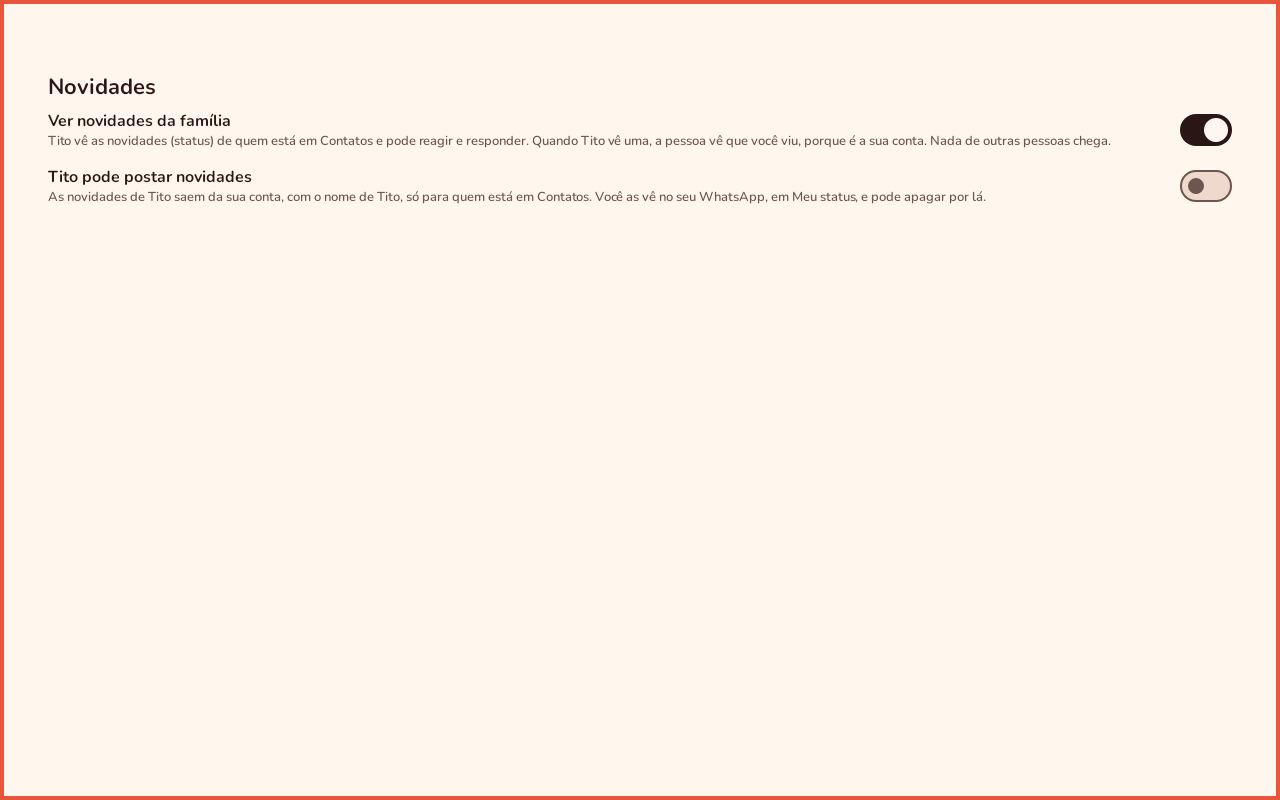 Novidades
Ver novidades da família
Tito vê as novidades (status) de quem está em Contatos e pode reagir e responder. Quando Tito vê uma, a pessoa vê que você viu, porque é a sua conta. Nada de outras pessoas chega.
Tito pode postar novidades
As novidades de Tito saem da sua conta, com o nome de Tito, só para quem está em Contatos. Você as vê no seu WhatsApp, em Meu status, e pode apagar por lá.